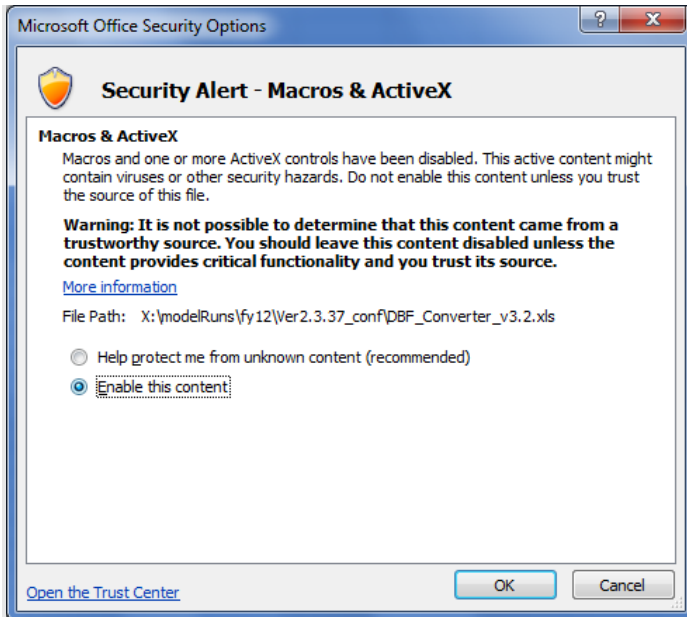 Microsoft Office Security Options
Security Alert - Macros & ActiveX
Macros & ActiveX
Macros and one or more ActiveX controls have been disabled. This active content might
contain viruses or other security hazards. Do not enable this content unless you trust
the source of this file.
Warning: It is not possible to determine that this content came from a
trustworthy source. You should leave this content disabled unless the
content provides critical functionality and you trust its source.
More information
File Path: X:\modelRuns\fy12\Ver2.3.37_conf\DBF_Converter_v3.2.xls
Help protect me from unknown content (recommended)
Enable this content
Open the Trust Center
OK
Cancel